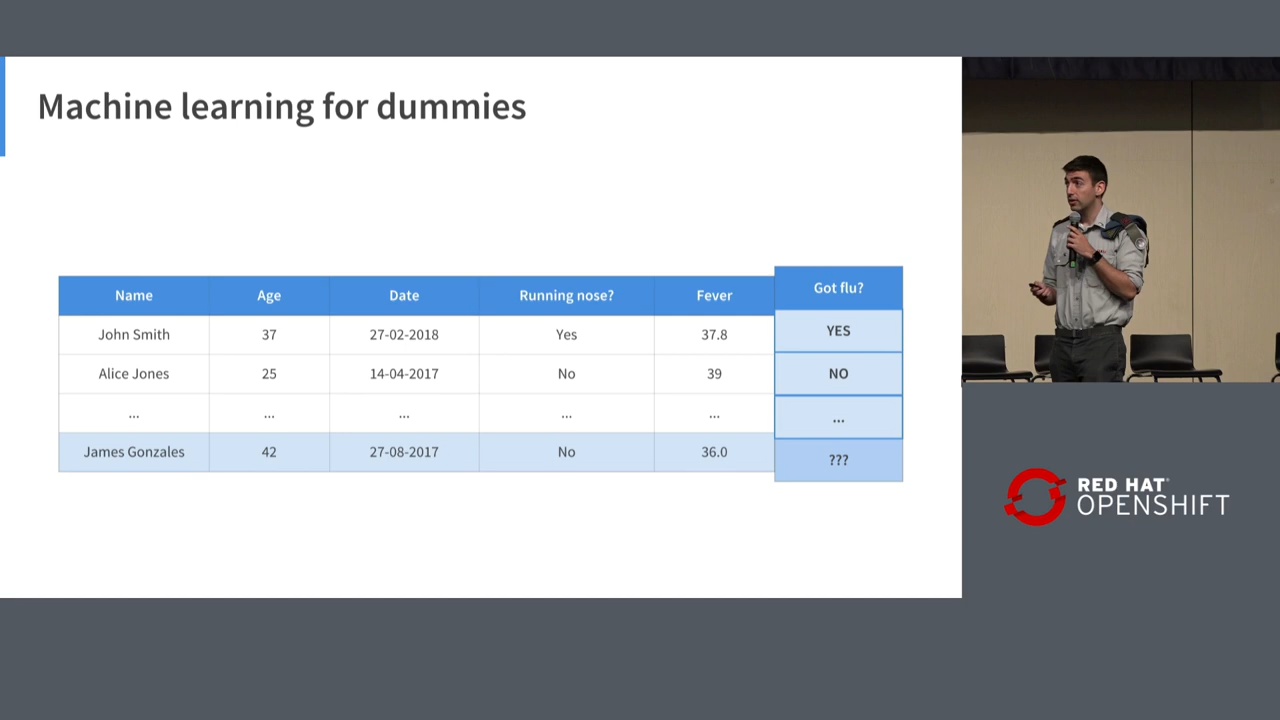 Machine learning for dummies
Name Age Date Running nose? Fever Got flu?
John Smith 37 27-02-2018 Yes 37.8 YES
Alice Jones 25 14-04-2017 No 39 NO
... ... ... ... ... ...
James Gonzales 42 27-08-2017 No 36.0 ???
RED HAT®
OPENSHIFT